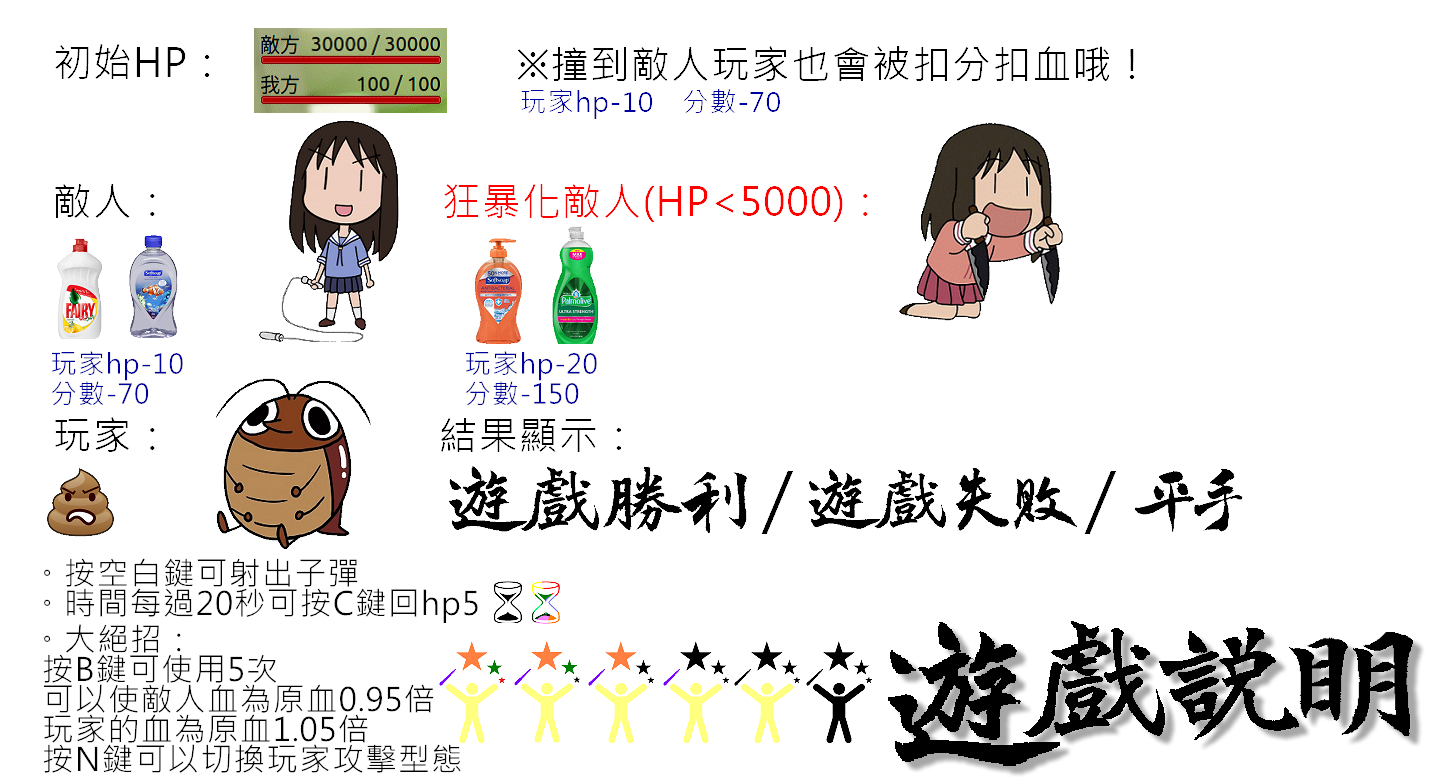 初始HP：
敵方 30000 / 30000
我方 100 / 100
※撞到敵人玩家也會被扣分扣血哦！
玩家hp-10 分數-70
敵人：
狂暴化敵人(HP<5000)：
FAIRY
Softsoap
Softsoap
ANTIBACTERIAL
MAX
Palmolive
ULTRA STRENGTH
玩家hp-10
分數-70
玩家hp-20
分數-150
玩家：
結果顯示：
遊戲勝利/遊戲失敗/平手
。按空白鍵可射出子彈
。時間每過20秒可按C鍵回hp5
。大絕招：
按B鍵可使用5次
可以使敵人血為原血0.95倍
玩家的血為原血1.05倍
按N鍵可以切換玩家攻擊型態
遊戲説明